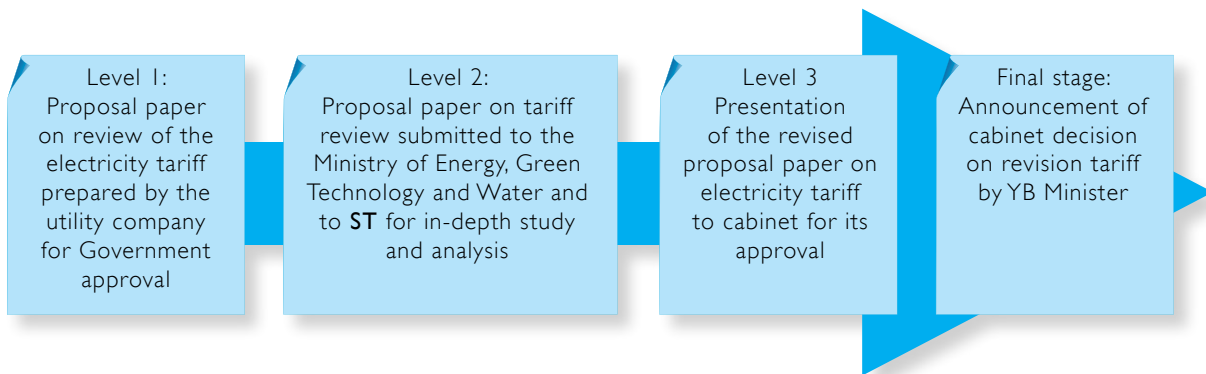 Level 1:
Proposal paper
on review of the
electricity tariff
prepared by the
utility company
for Government
approval
Level 2:
Proposal paper on tariff
review submitted to the
Ministry of Energy, Green
Technology and Water and
to ST for in-depth study
and analysis
Level 3
Presentation
of the revised
proposal paper on
electricity tariff
to cabinet for its
approval
Final stage:
Announcement of
cabinet decision
on revision tariff
by YB Minister